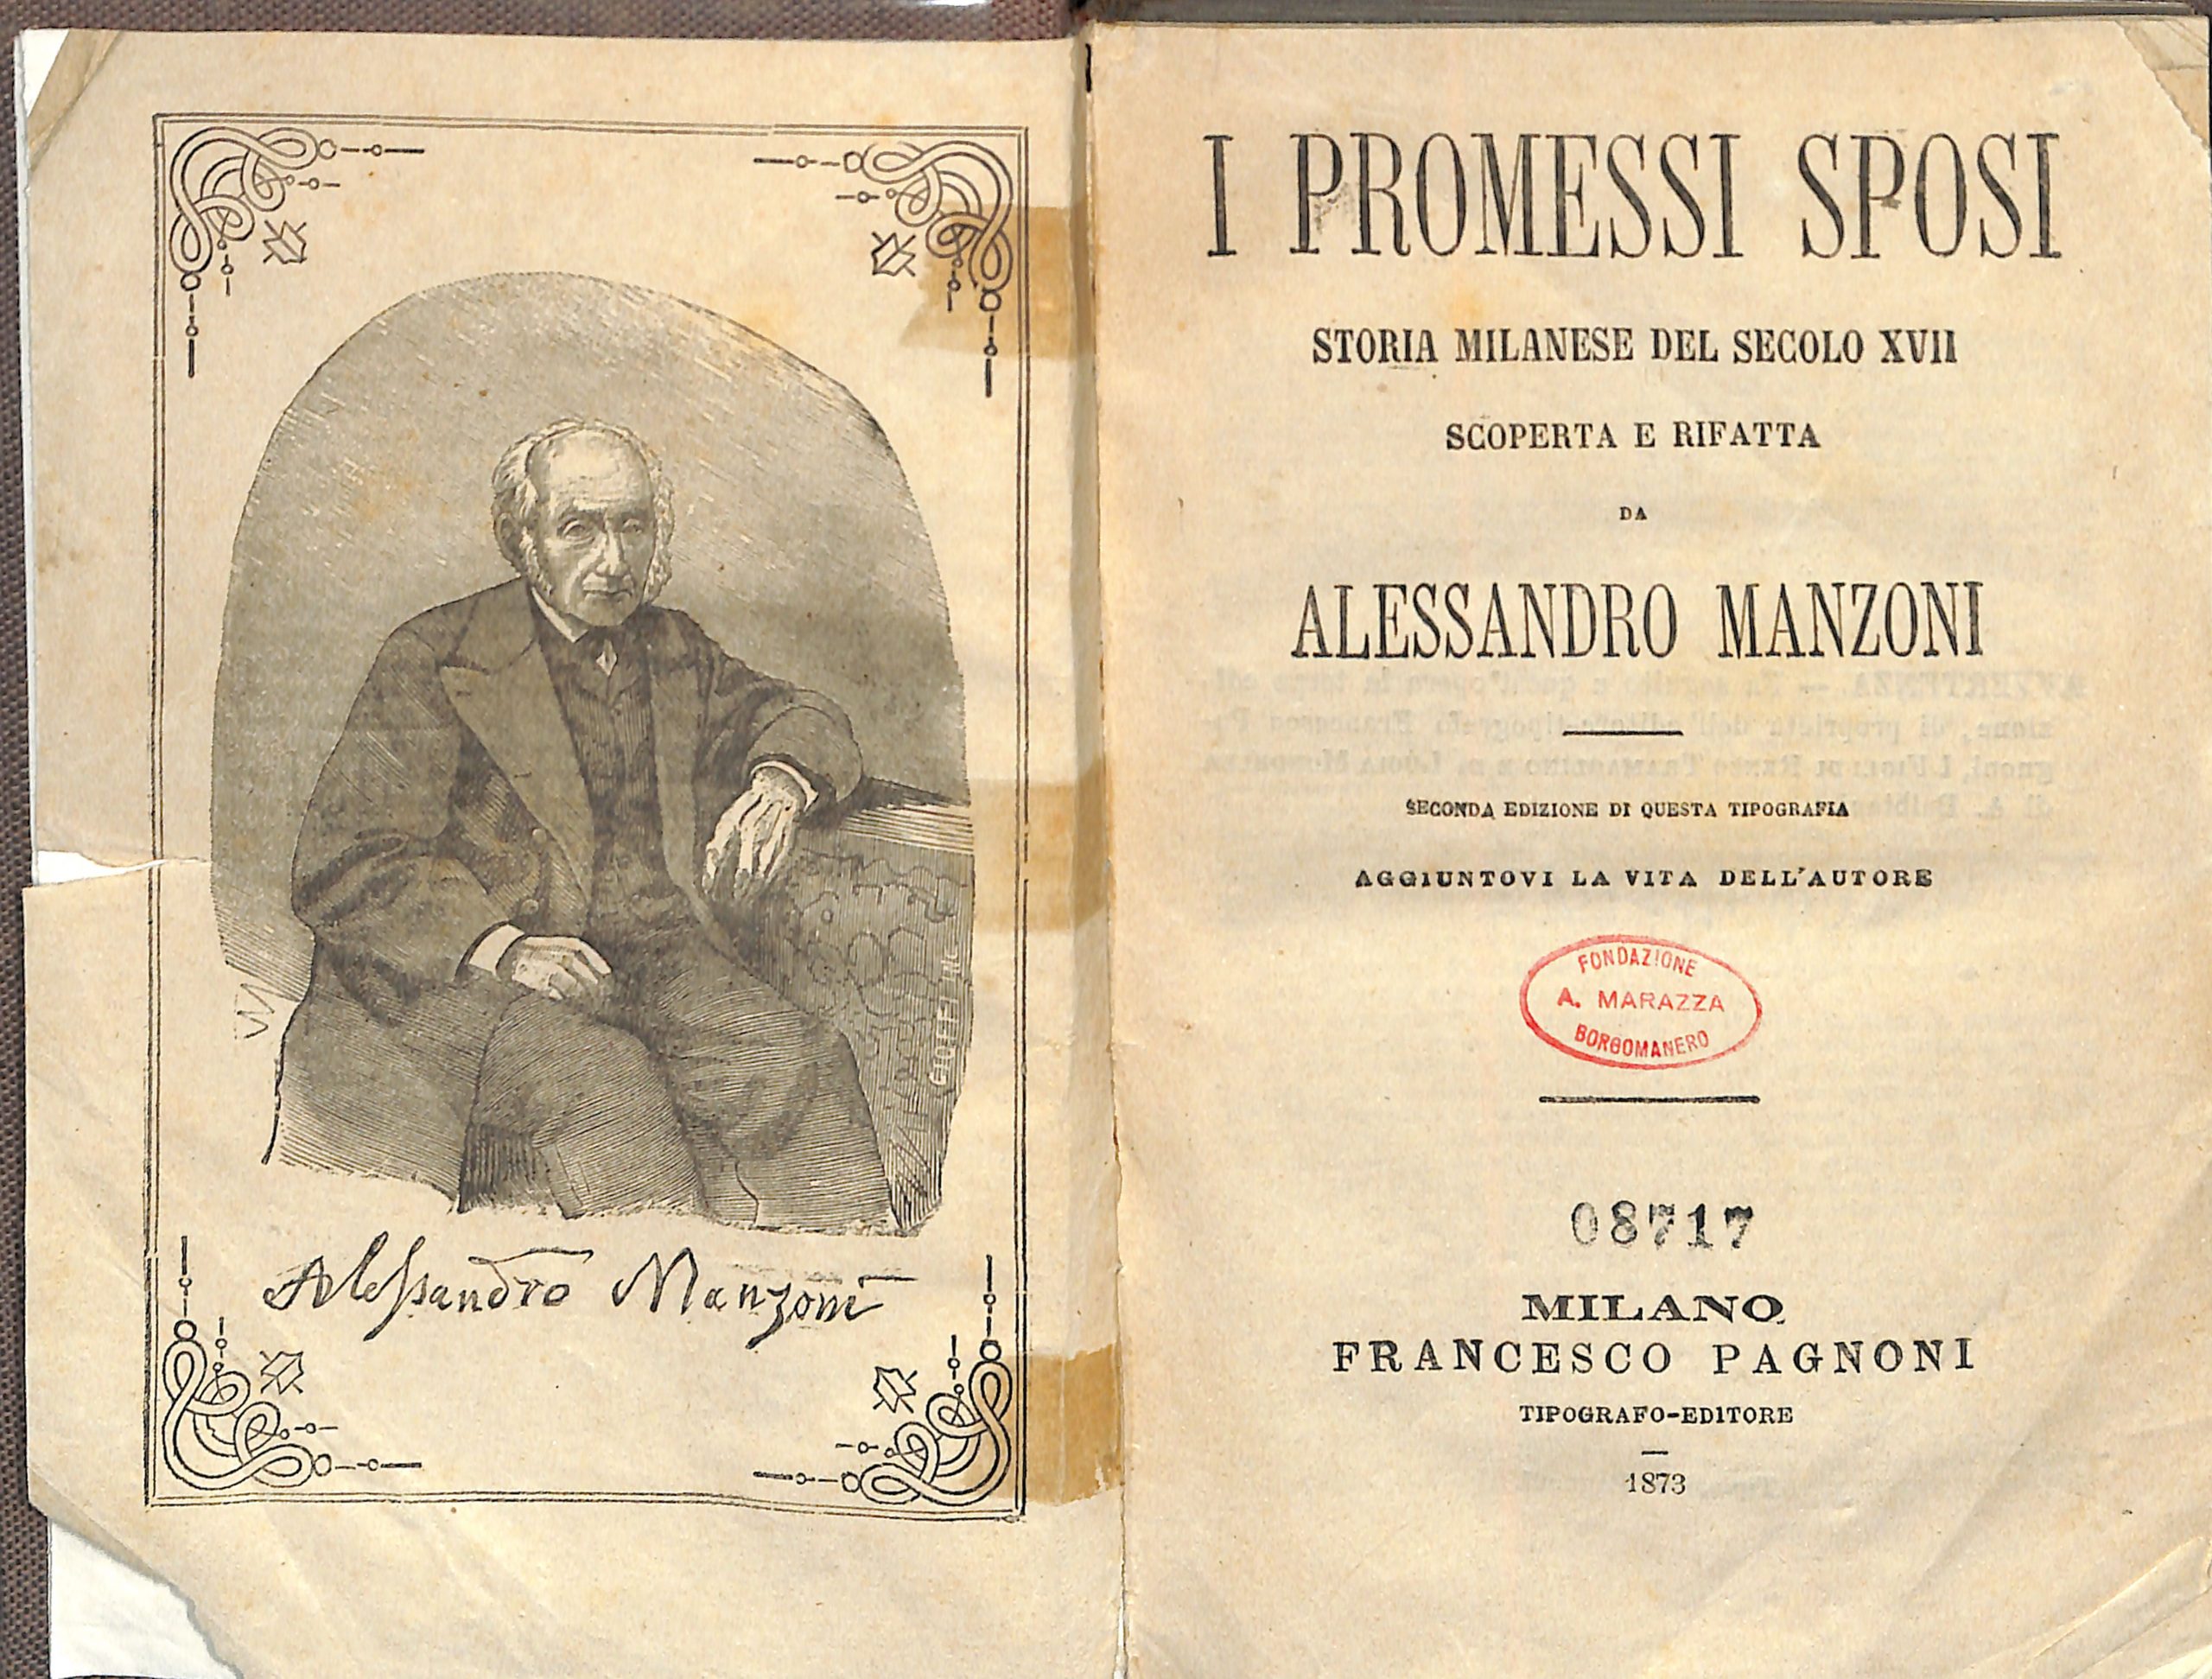 Alessandro Manzoni
I PROMESSI SPOSI
STORIA MILANESE DEL SECOLO XVII
SCOPERTA E RIFATTA
DA
ALESSANDRO MANZONI
SECONDA EDIZIONE DI QUESTA TIPOGRAFIA
AGGIUNTOVI LA VITA DELL'AUTORE
FONDAZIONE
A. MARAZZA
BORGOMANERO
08717
MILANO
FRANCESCO PAGNONI
TIPOGRAFO-EDITORE
1873